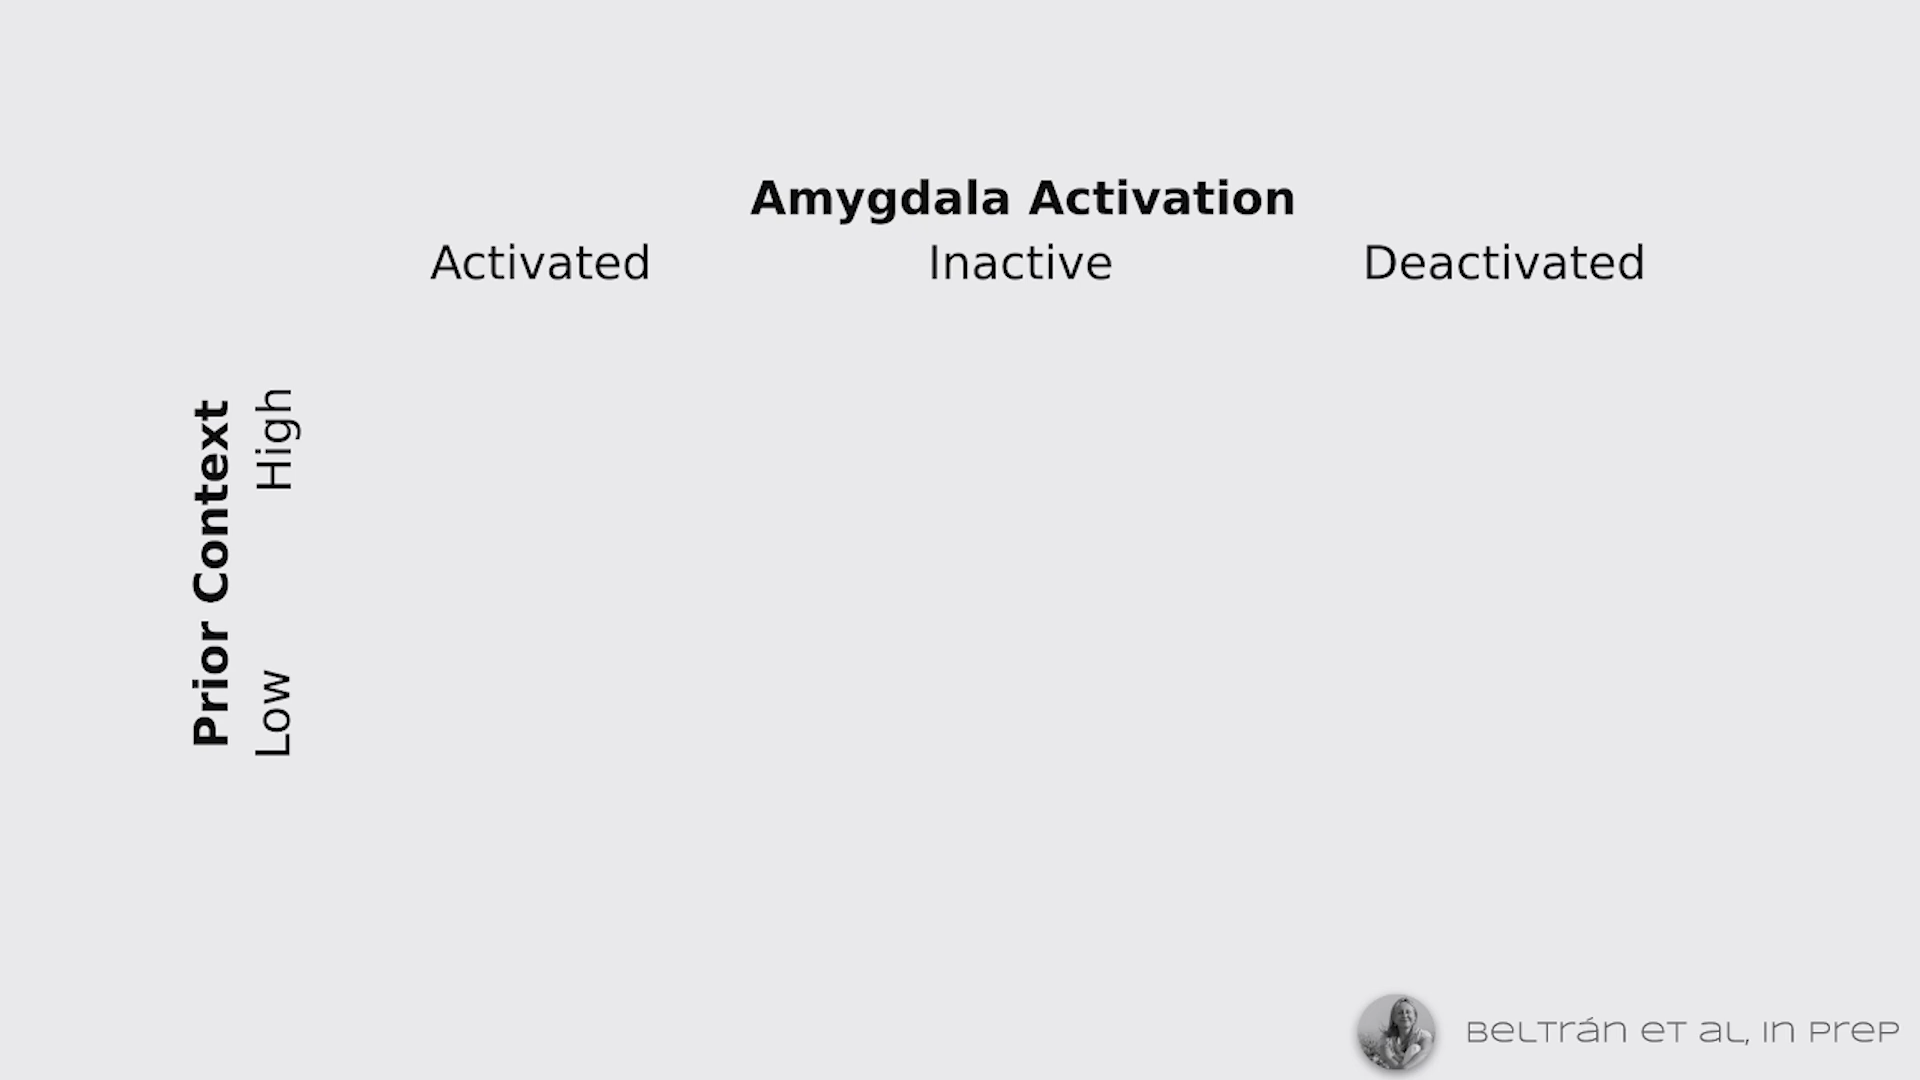 Amygdala Activation
Activated Inactive Deactivated
Prior Context
High
Low
Beltrán et al, in prep